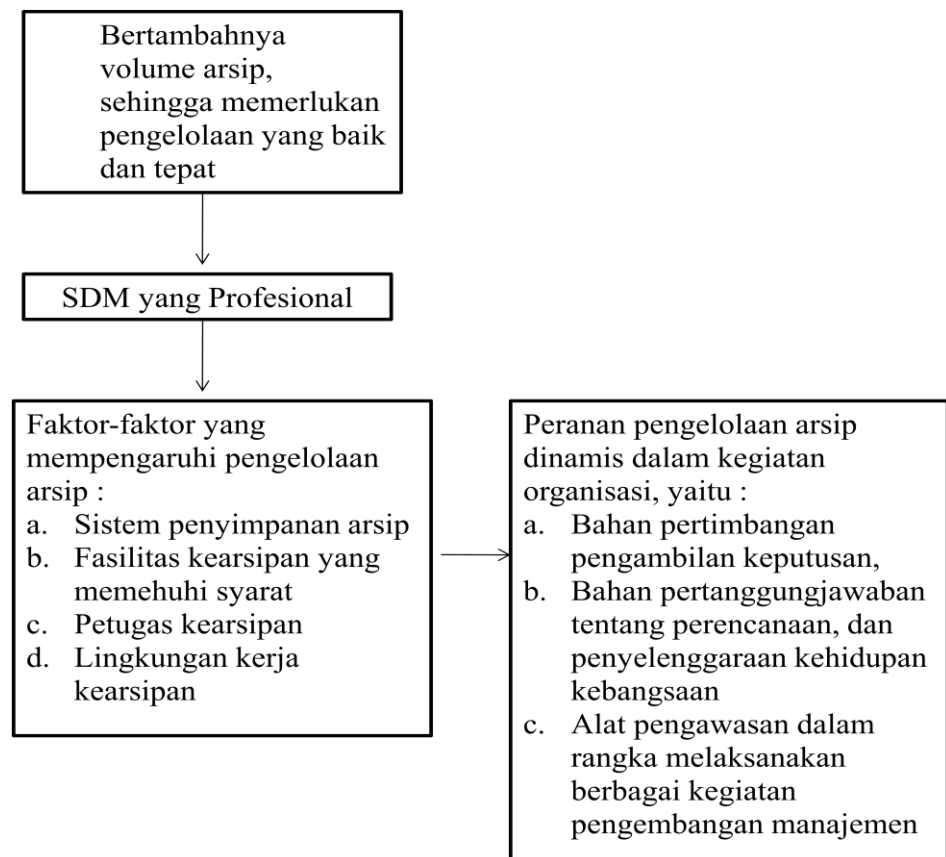 Bertambahnya
volume arsip,
sehingga memerlukan
pengelolaan yang baik
dan tepat
SDM yang Profesional
Faktor-faktor yang
mempengaruhi pengelolaan
arsip :
a. Sistem penyimpanan arsip
b. Fasilitas kearsipan yang
memehuhi syarat
c. Petugas kearsipan
d. Lingkungan kerja
kearsipan
Peranan pengelolaan arsip
dinamis dalam kegiatan
organisasi, yaitu :
a. Bahan pertimbangan
pengambilan keputusan,
b. Bahan pertanggungjawaban
tentang perencanaan, dan
penyelenggaraan kehidupan
kebangsaan
c. Alat pengawasan dalam
rangka melaksanakan
berbagai kegiatan
pengembangan manajemen